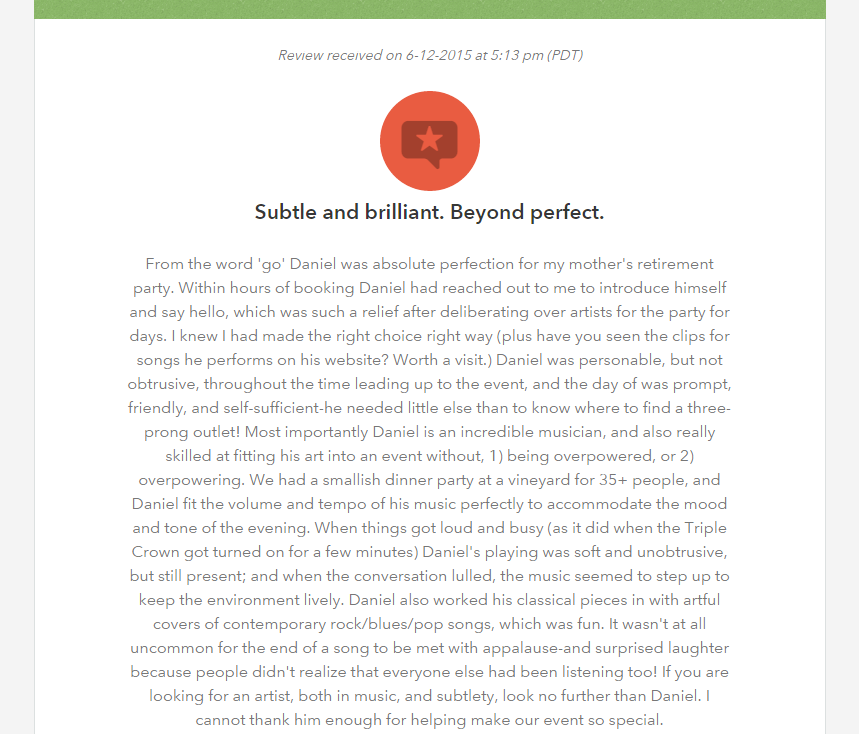 Review received on 6-12-2015 at 5:13 pm (PDT)
Subtle and brilliant. Beyond perfect.
From the word 'go' Daniel was absolute perfection for my mother's retirement
party. Within hours of booking Daniel had reached out to me to introduce himself
and say hello, which was such a relief after deliberating over artists for the party for
days. I knew I had made the right choice right way (plus have you seen the clips for
songs he performs on his website? Worth a visit.) Daniel was personable, but not
obtrusive, throughout the time leading up to the event, and the day of was prompt,
friendly, and self-sufficient-he needed little else than to know where to find a three-
prong outlet! Most importantly Daniel is an incredible musician, and also really
skilled at fitting his art into an event without, 1) being overpowered, or 2)
overpowering. We had a smallish dinner party at a vineyard for 35+ people, and
Daniel fit the volume and tempo of his music perfectly to accommodate the mood
and tone of the evening. When things got loud and busy (as it did when the Triple
Crown got turned on for a few minutes) Daniel's playing was soft and unobtrusive,
but still present; and when the conversation lulled, the music seemed to step up to
keep the environment lively. Daniel also worked his classical pieces in with artful
covers of contemporary rock/blues/pop songs, which was fun. It wasn't at all
uncommon for the end of a song to be met with appalause-and surprised laughter
because people didn't realize that everyone else had been listening too! If you are
looking for an artist, both in music, and subtlety, look no further than Daniel. I
cannot thank him enough for helping make our event so special.